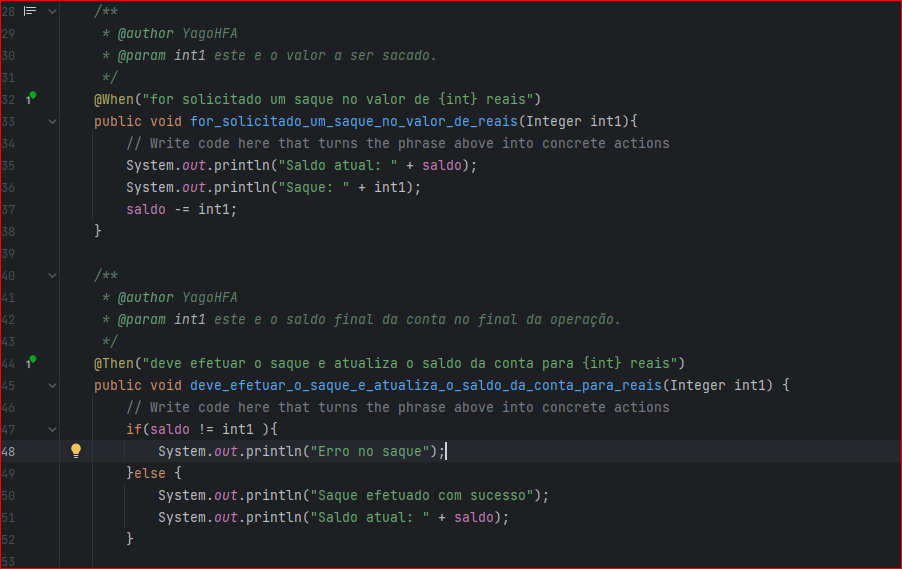 28 /**
29 * @author YagoHFA
30 * @param int1 este e o valor a ser sacado.
31 */
32 @When("for solicitado um saque no valor de {int} reais")
33 public void for_solicitado_um_saque_no_valor_de_reais(Integer int1){
34 // Write code here that turns the phrase above into concrete actions
35 System.out.println("Saldo atual: " + saldo);
36 System.out.println("Saque: " + int1);
37 saldo -= int1;
38 }
39
40 /**
41 * @author YagoHFA
42 * @param int1 este e o saldo final da conta no final da operação.
43 */
44 @Then("deve efetuar o saque e atualiza o saldo da conta para {int} reais")
45 public void deve_efetuar_o_saque_e_atualiza_o_saldo_da_conta_para_reais(Integer int1) {
46 // Write code here that turns the phrase above into concrete actions
47 if(saldo != int1 ){
48 System.out.println("Erro no saque");
49 }else {
50 System.out.println("Saque efetuado com sucesso");
51 System.out.println("Saldo atual: " + saldo);
52 }
53